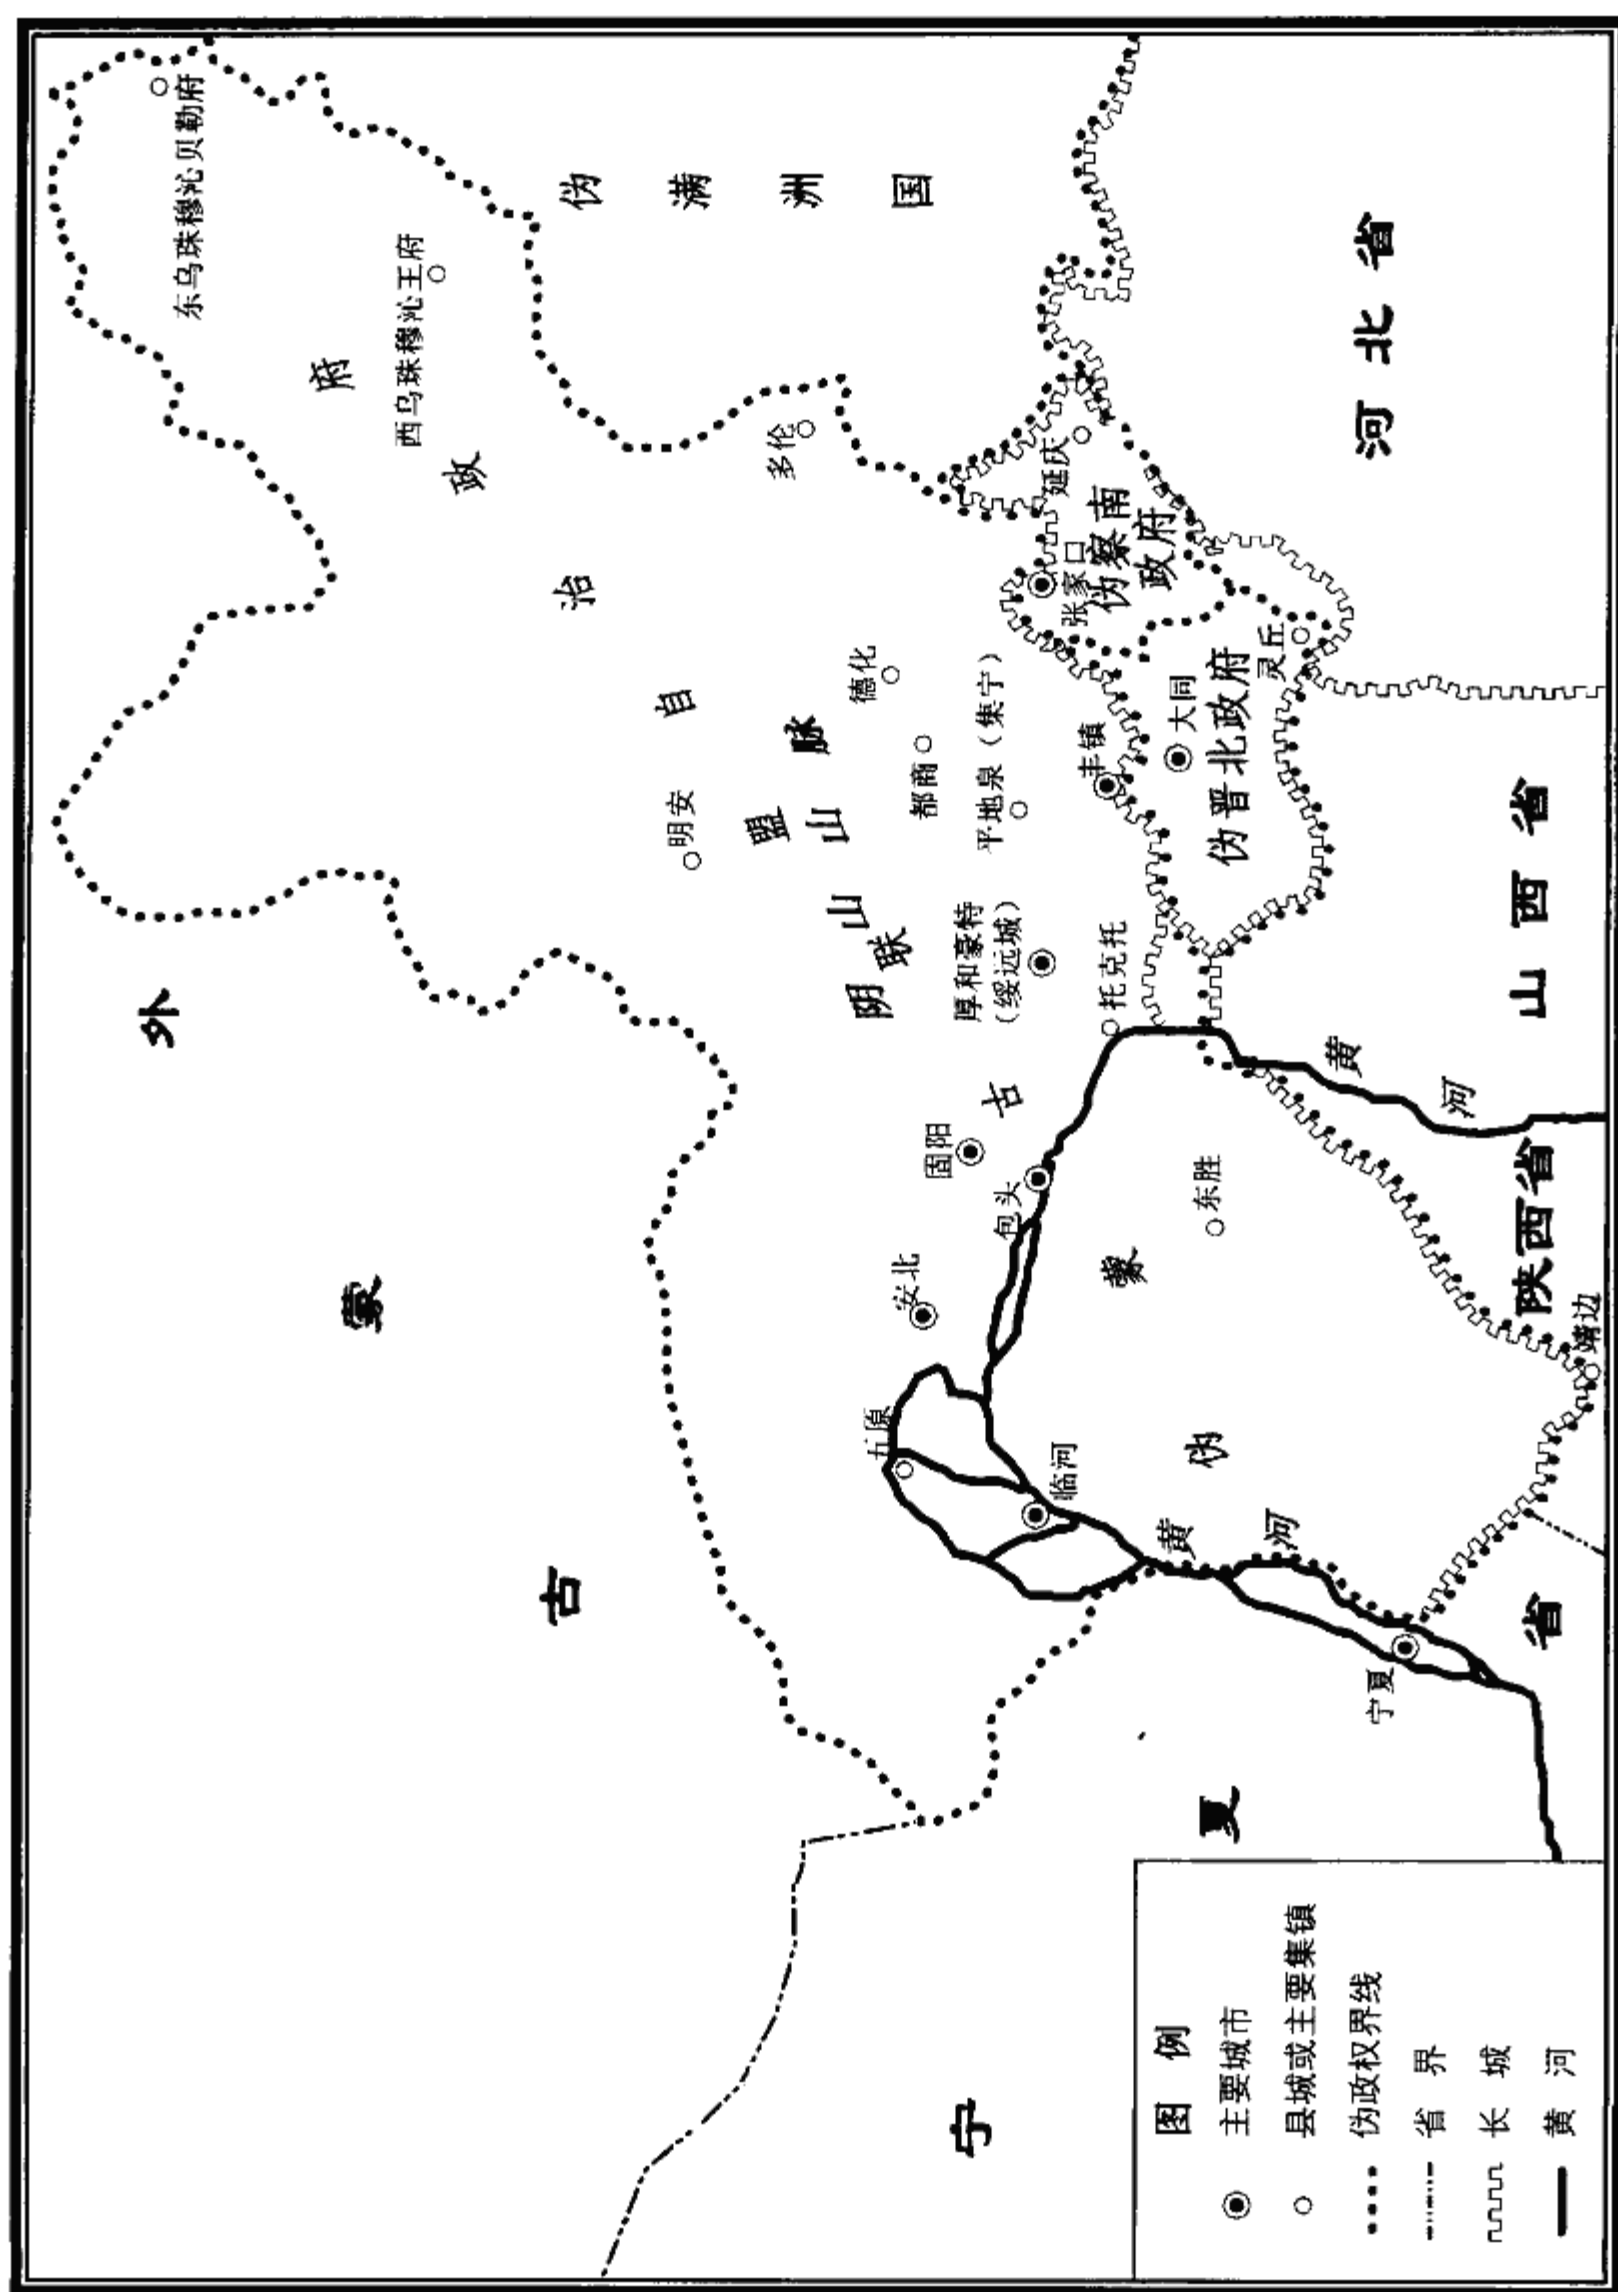 外蒙古
伪蒙古联盟自治政府
伪满洲国
东乌珠穆沁贝勒府
西乌珠穆沁王府
多伦
明安
阴山山脉
德化
都商
平地泉（集宁）
厚和豪特
（绥远城）
托克托
丰镇
大同
伪晋北政府
灵丘
张家口
延庆
伪察南
政府
河北省
山西省
陕西省
宁夏省
固阳
包头
安北
五原
临河
东胜
靖边
宁夏
黄河
黄河
图例
主要城市
县城或主要集镇
伪政权界线
省界
长城
黄河